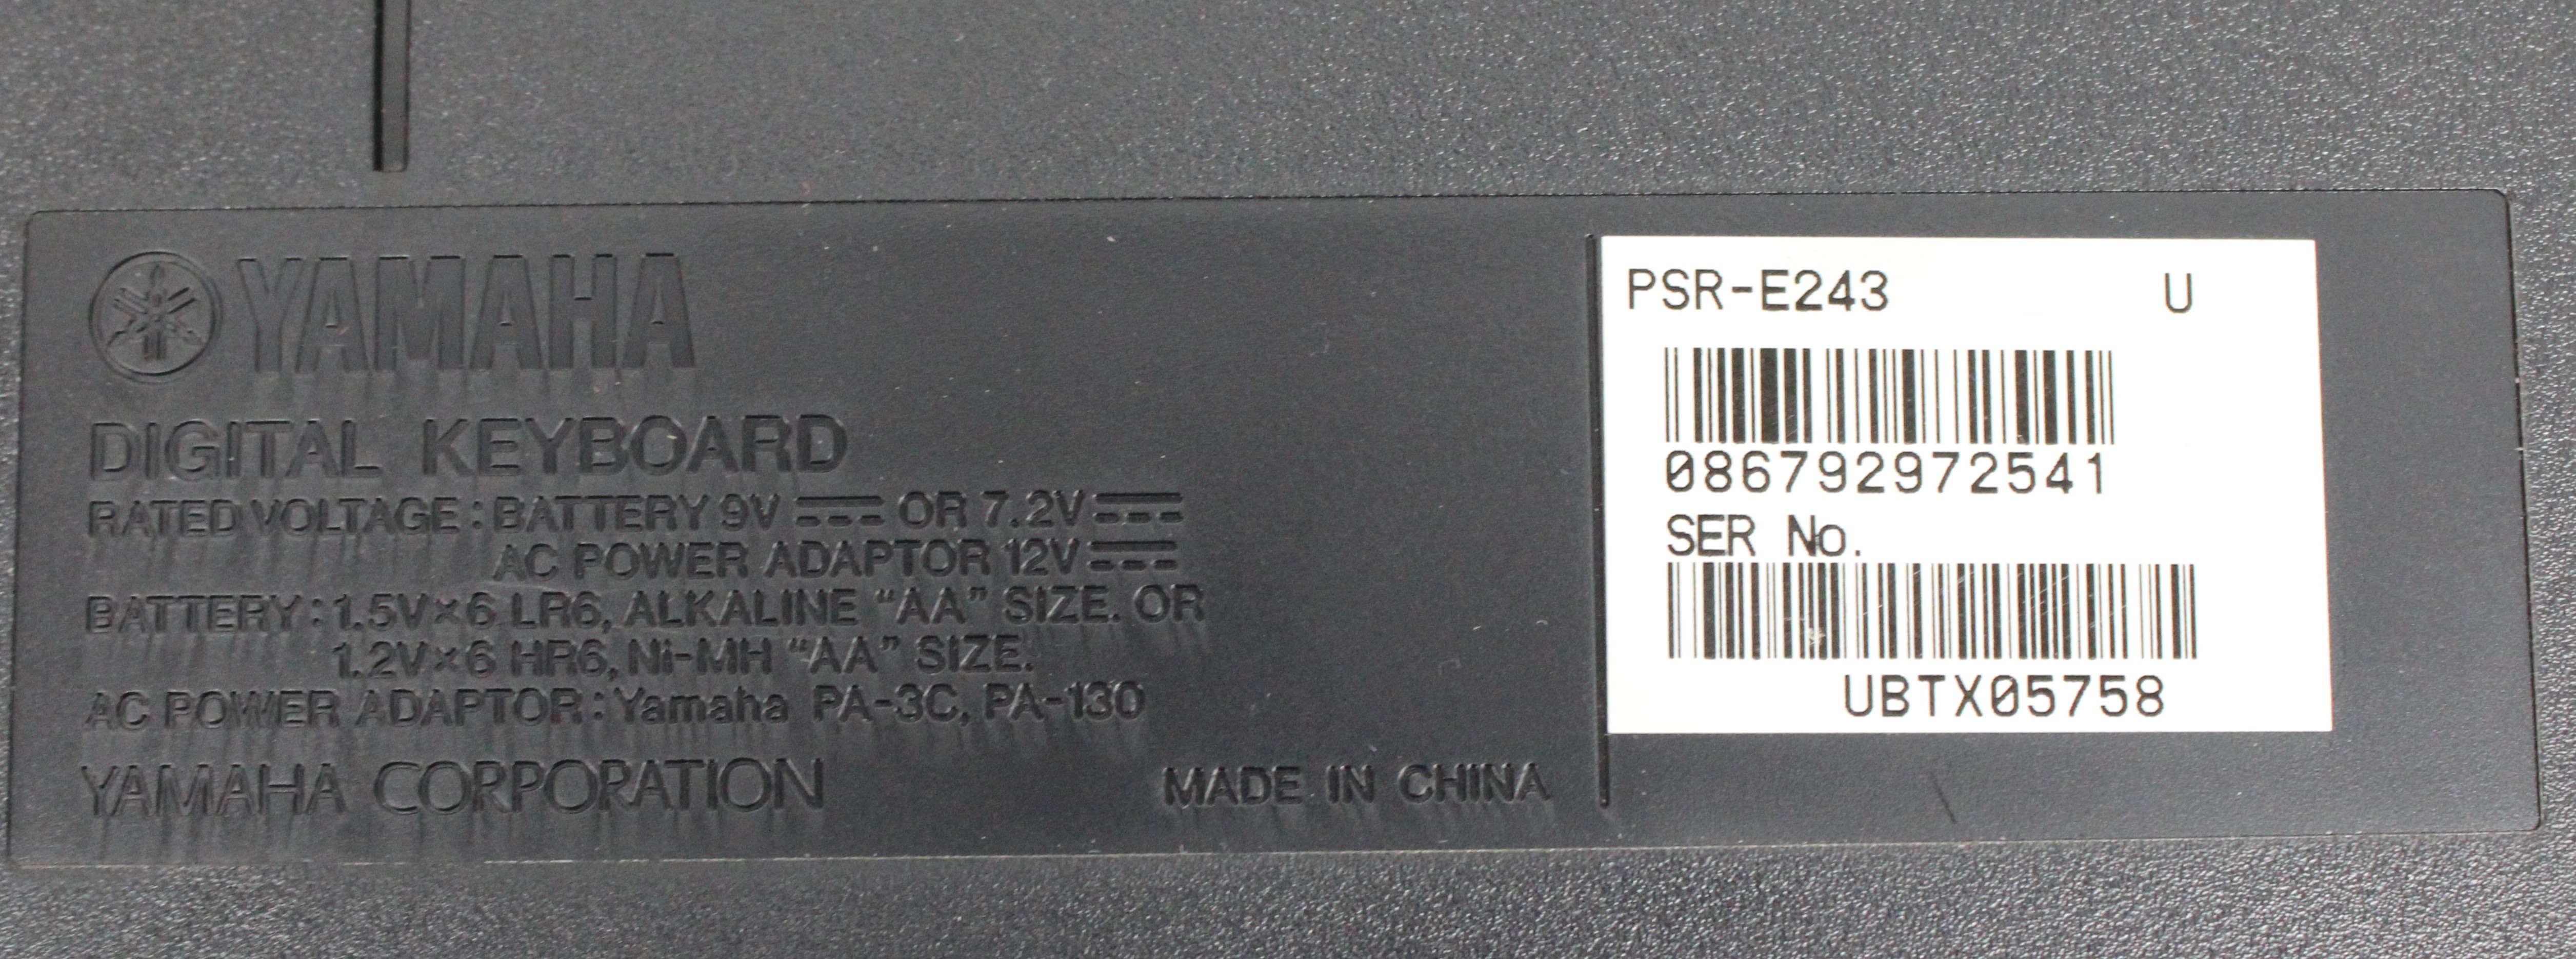 YAMAHA
DIGITAL KEYBOARD
RATED VOLTAGE : BATTERY 9V ⎓ OR 7.2V ⎓
AC POWER ADAPTOR 12V ⎓
BATTERY : 1.5V×6 LR6, ALKALINE “AA” SIZE. OR
1.2V×6 HR6, Ni-MH “AA” SIZE.
AC POWER ADAPTOR : Yamaha PA-3C, PA-130
YAMAHA CORPORATION MADE IN CHINA
PSR-E243 U
086792972541
SER No.
UBTX05758